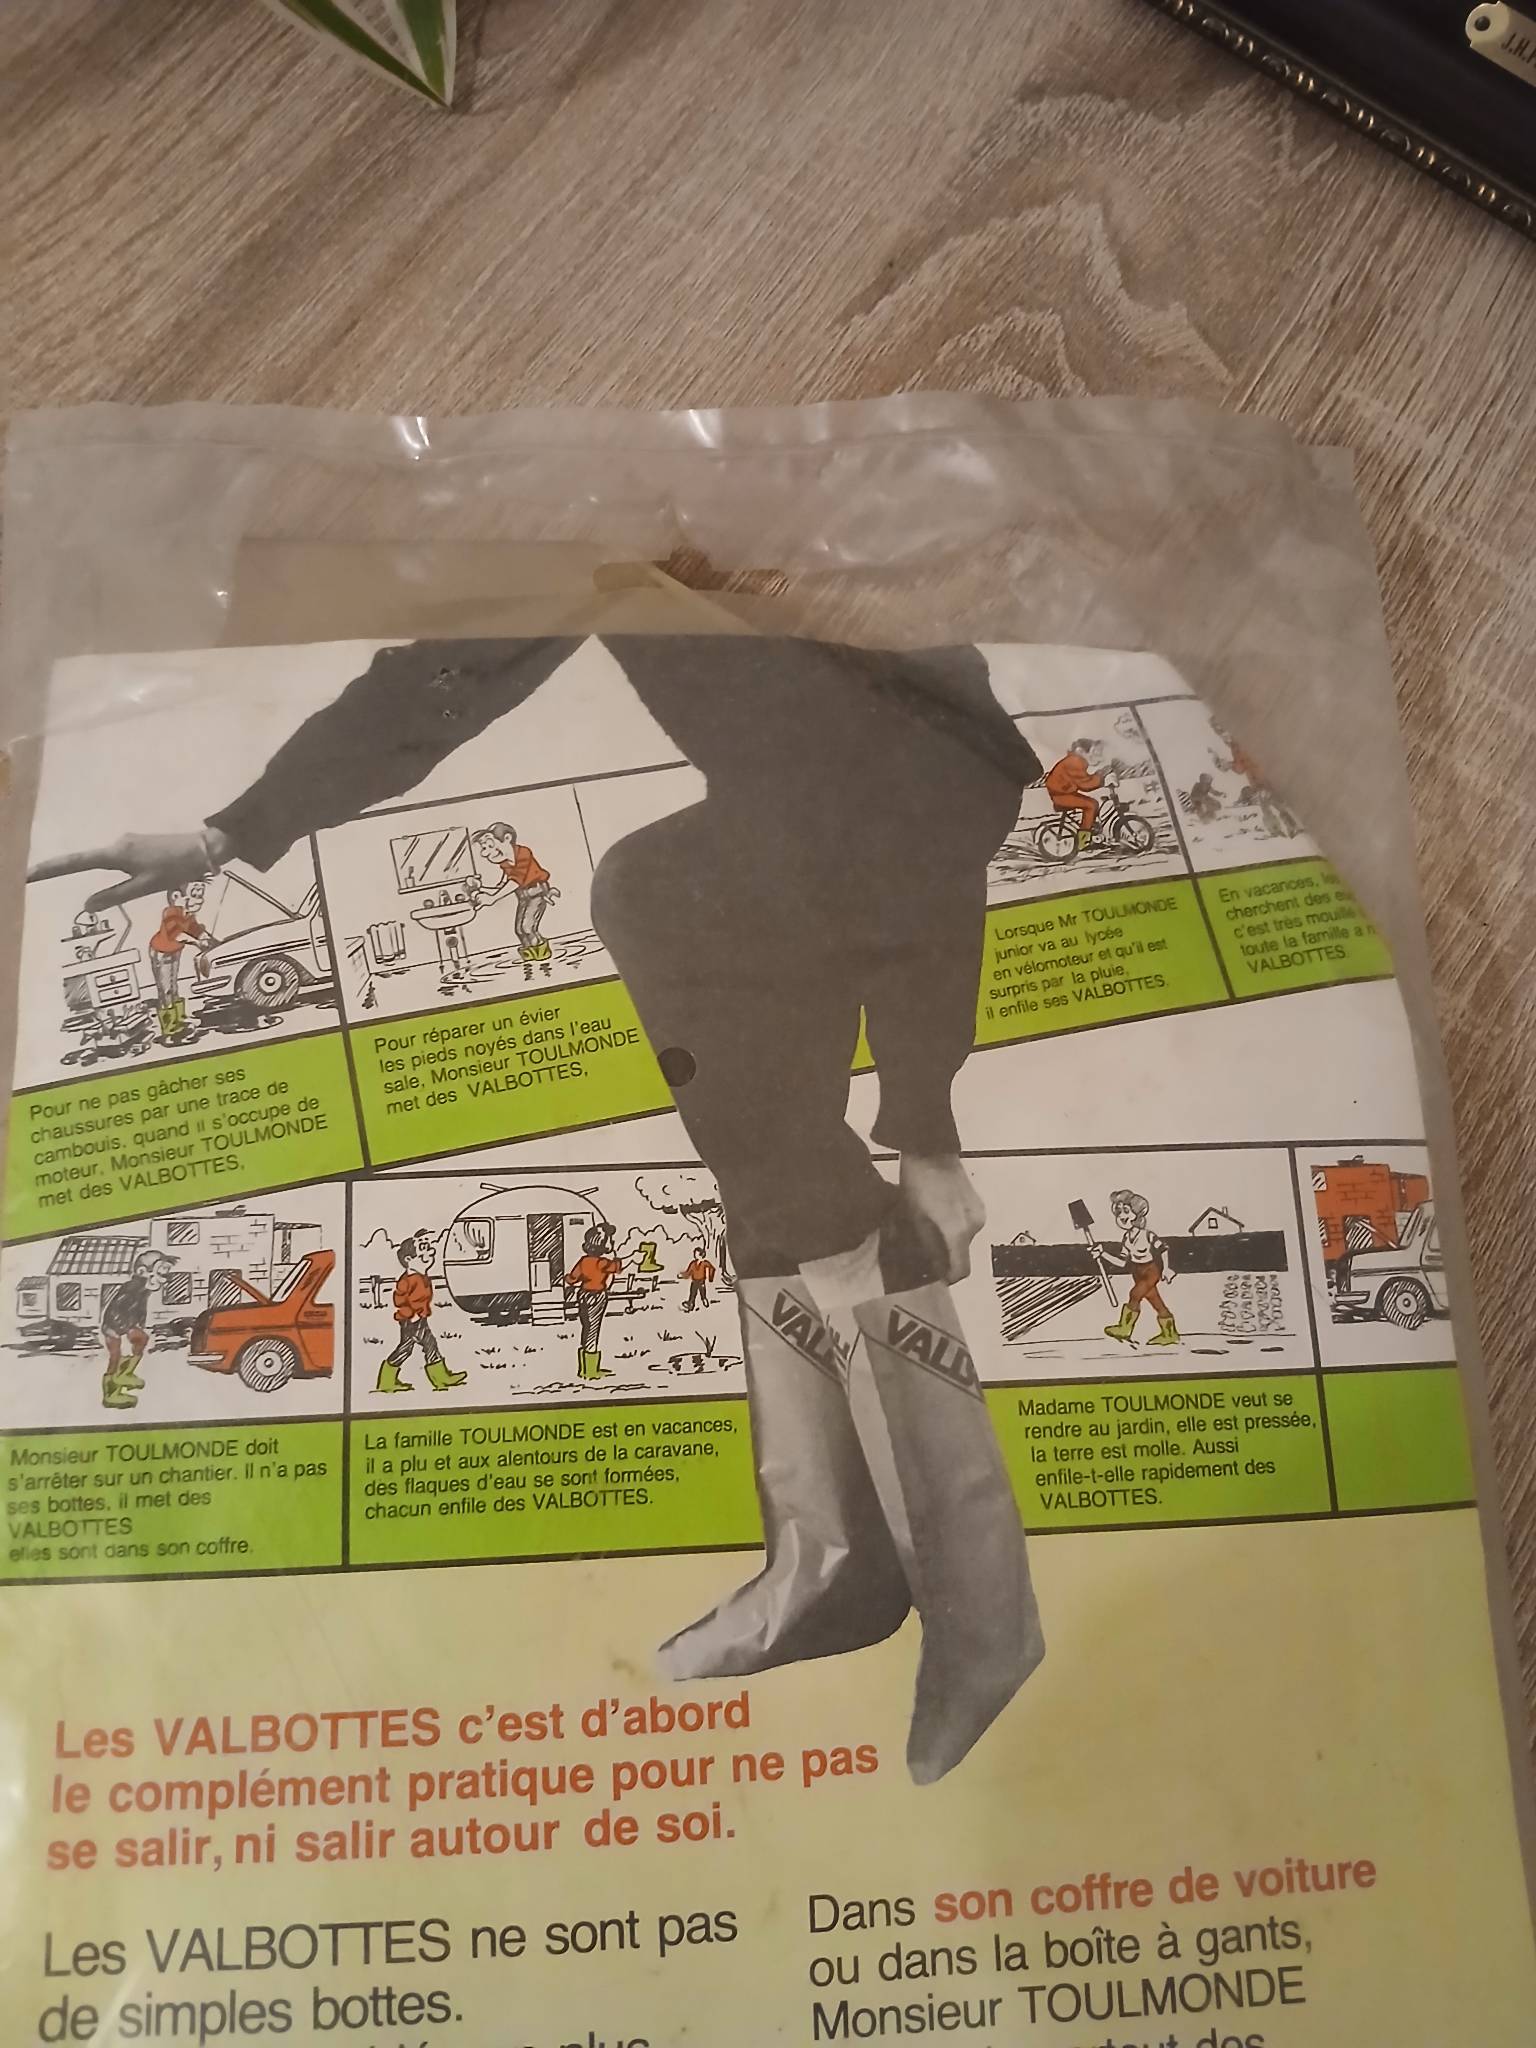 J.H.
Lorsque Mr TOULMONDE
junior va au lycée
en vélomoteur et qu'il est
surpris par la pluie,
il enfile ses VALBOTTES.
En vacances, les
cherchent des
c'est très mouillé
toute la famille a
VALBOTTES.
Pour réparer un évier
les pieds noyés dans l'eau
sale, Monsieur TOULMONDE
met des VALBOTTES,
Pour ne pas gâcher ses
chaussures par une trace de
cambouis, quand il s'occupe de
moteur, Monsieur TOULMONDE
met des VALBOTTES,
VALB
VALB
Monsieur TOULMONDE doit
s'arrêter sur un chantier. Il n'a pas
ses bottes, il met des
VALBOTTES
elles sont dans son coffre.
La famille TOULMONDE est en vacances,
il a plu et aux alentours de la caravane,
des flaques d'eau se sont formées,
chacun enfile des VALBOTTES.
Madame TOULMONDE veut se
rendre au jardin, elle est pressée,
la terre est molle. Aussi
enfile-t-elle rapidement des
VALBOTTES.
Les VALBOTTES c'est d'abord
le complément pratique pour ne pas
se salir, ni salir autour de soi.
Les VALBOTTES ne sont pas
de simples bottes.
plus
Dans son coffre de voiture
ou dans la boîte à gants,
Monsieur TOULMONDE
des